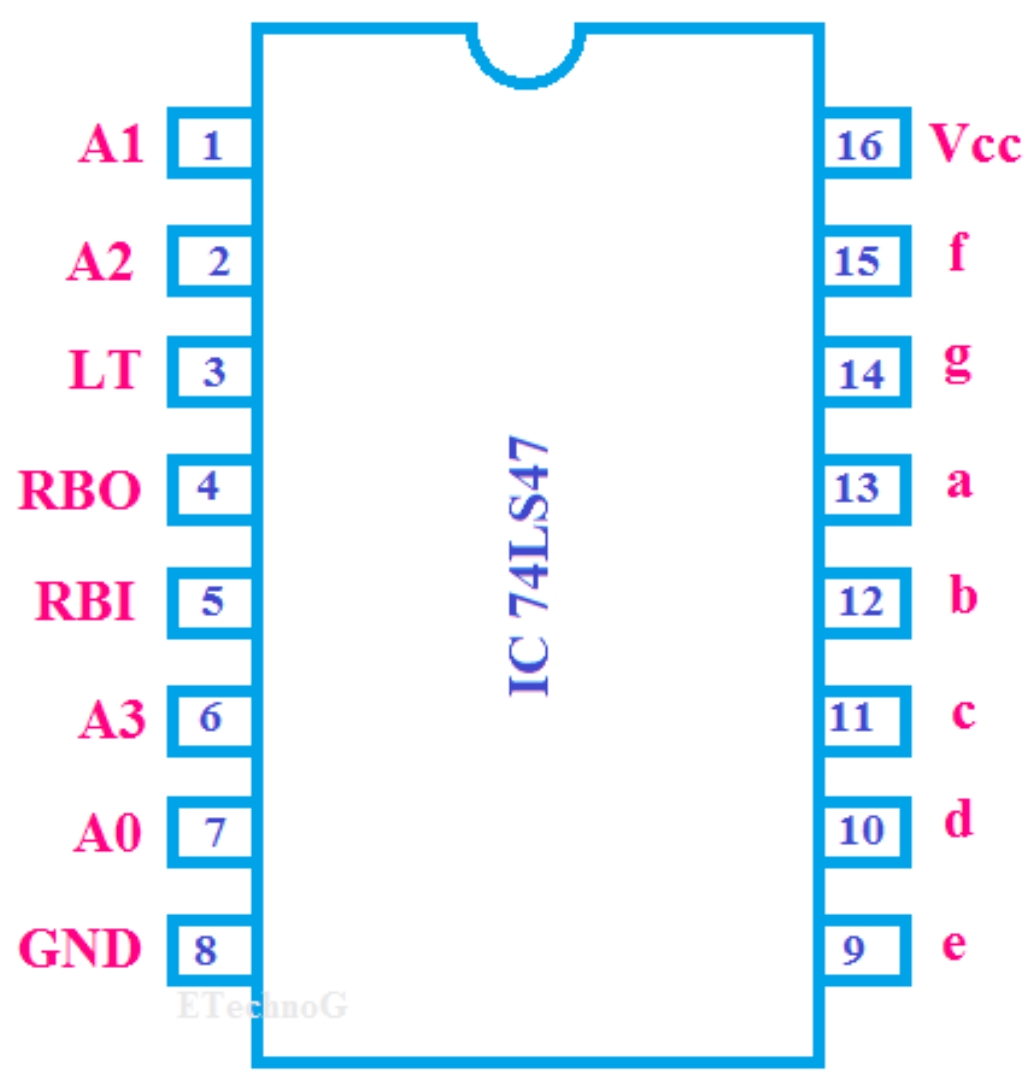 A1 1 16 Vcc
A2 2 15 f
LT 3 14 g
RBO 4 13 a
RBI 5 12 b
A3 6 11 c
A0 7 10 d
GND 8 9 e
IC 74LS47
ETechnoG